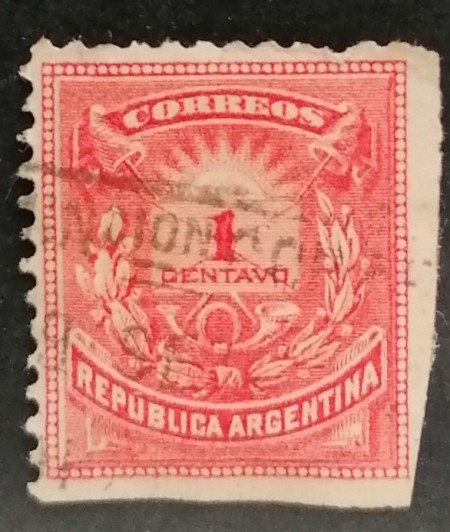 CORREOS
1
CENTAVO
REPUBLICA ARGENTINA